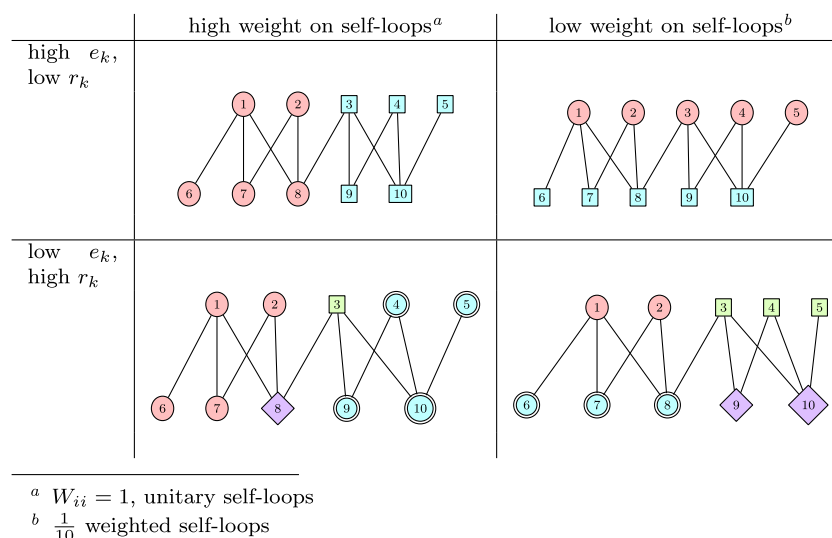 high weight on self-loops^a low weight on self-loops^b
high e_k,
low r_k
1 2 3 4 5
6 7 8 9 10
1 2 3 4 5
6 7 8 9 10
low e_k,
high r_k
1 2 3 4 5
6 7 8 9 10
1 2 3 4 5
6 7 8 9 10
a W_{ii} = 1, unitary self-loops
b \frac{1}{10} weighted self-loops